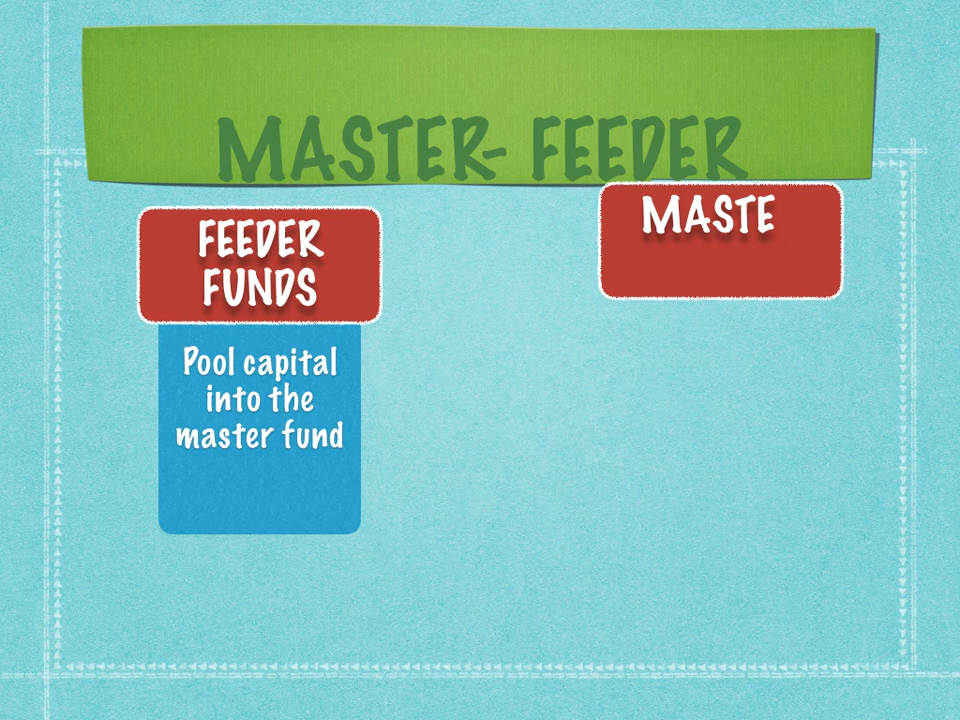 MASTER- FEEDER
FEEDER
FUNDS
MASTE
Pool capital
into the
master fund